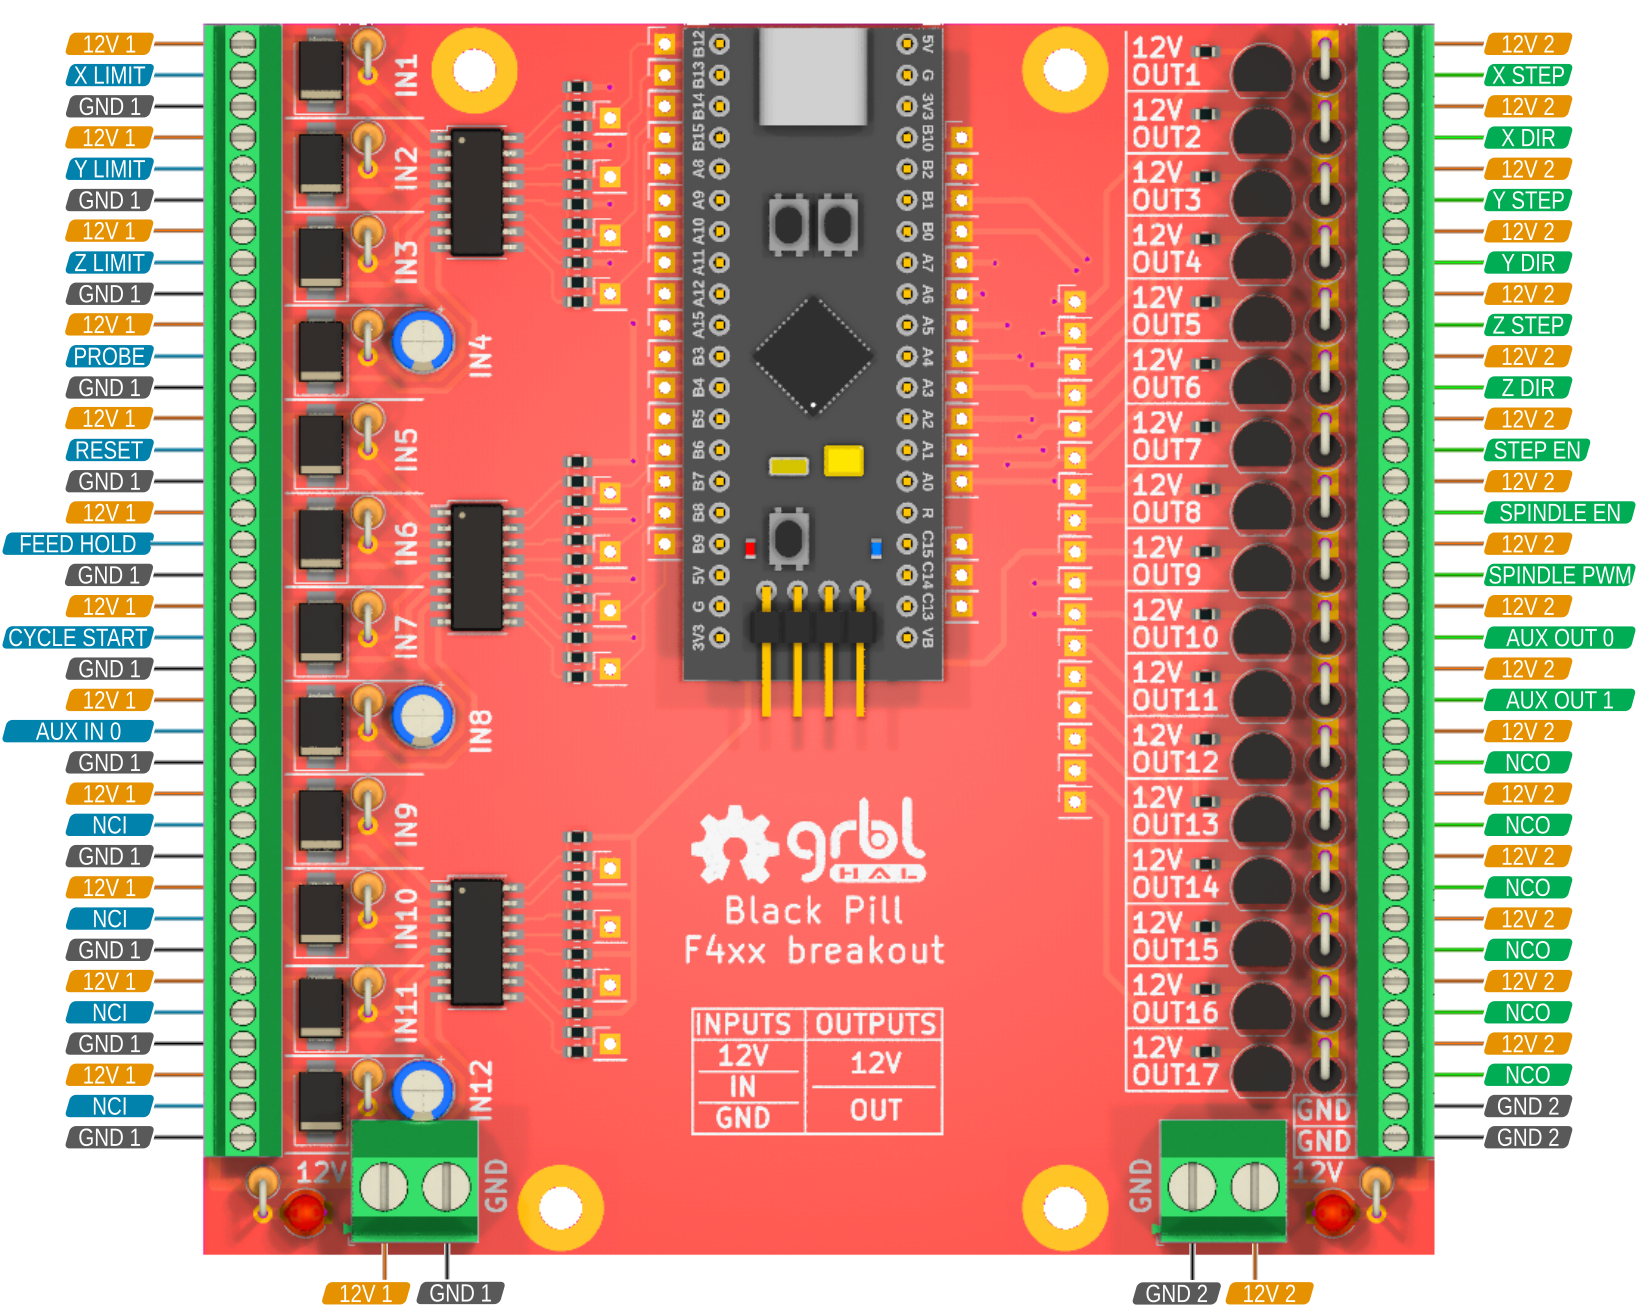 12V 1
X LIMIT
GND 1
12V 1
Y LIMIT
GND 1
12V 1
Z LIMIT
GND 1
12V 1
PROBE
GND 1
12V 1
RESET
GND 1
12V 1
FEED HOLD
GND 1
12V 1
CYCLE START
GND 1
12V 1
AUX IN 0
GND 1
12V 1
NCI
GND 1
12V 1
NCI
GND 1
12V 1
NCI
GND 1
12V 1
NCI
GND 1
IN1
IN2
IN3
IN4
IN5
IN6
IN7
IN8
IN9
IN10
IN11
IN12
12V
GND
12V 1
GND 1
B12
B13
B14
B15
A8
A9
A10
A11
A12
A15
B3
B4
B5
B6
B7
B8
B9
5V
G
3V3
5V
G
3V3
B10
B2
B1
B0
A7
A6
A5
A4
A3
A2
A1
A0
R
C15
C14
C13
VB
grbl
HAL
Black Pill
F4xx breakout
INPUTS OUTPUTS
12V 12V
IN
GND OUT
12V
OUT1
12V
OUT2
12V
OUT3
12V
OUT4
12V
OUT5
12V
OUT6
12V
OUT7
12V
OUT8
12V
OUT9
12V
OUT10
12V
OUT11
12V
OUT12
12V
OUT13
12V
OUT14
12V
OUT15
12V
OUT16
12V
OUT17
GND
GND
12V
GND
GND 2
12V 2
12V 2
X STEP
12V 2
X DIR
12V 2
Y STEP
12V 2
Y DIR
12V 2
Z STEP
12V 2
Z DIR
12V 2
STEP EN
12V 2
SPINDLE EN
12V 2
SPINDLE PWM
12V 2
AUX OUT 0
12V 2
AUX OUT 1
12V 2
NCO
12V 2
NCO
12V 2
NCO
12V 2
NCO
12V 2
NCO
12V 2
NCO
GND 2
GND 2